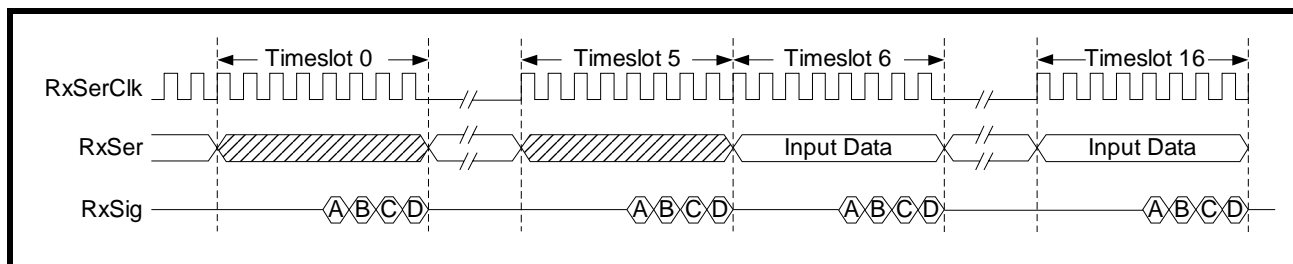 Timeslot 0 Timeslot 5 Timeslot 6 Timeslot 16
RxSerClk
RxSer Input Data Input Data
RxSig A B C D A B C D A B C D A B C D